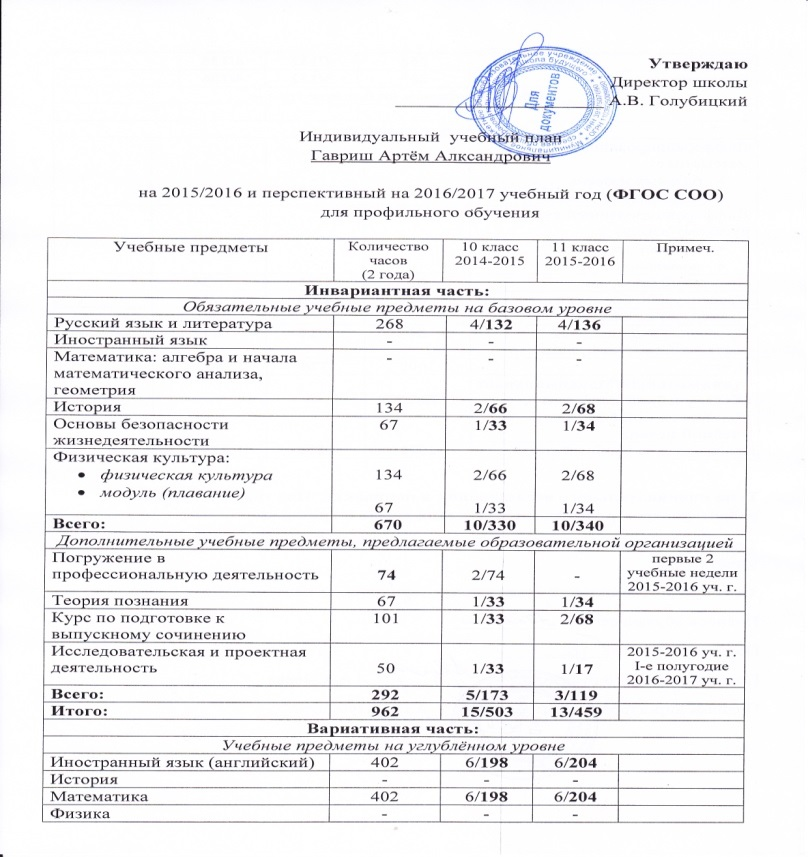 Утверждаю
Директор школы
А.В. Голубицкий
Для
документов
Индивидуальный учебный план
Гавриш Артём Алксандрович
на 2015/2016 и перспективный на 2016/2017 учебный год (ФГОС СОО)
для профильного обучения
Учебные предметы Количество часов (2 года) 10 класс 2014-2015 11 класс 2015-2016 Примеч.
Инвариантная часть:
Обязательные учебные предметы на базовом уровне
Русский язык и литература 268 4/132 4/136
Иностранный язык - - -
Математика: алгебра и начала - - -
математического анализа,
геометрия
История 134 2/66 2/68
Основы безопасности 67 1/33 1/34
жизнедеятельности
Физическая культура:
• физическая культура 134 2/66 2/68
• модуль (плавание)
67 1/33 1/34
Всего: 670 10/330 10/340
Дополнительные учебные предметы, предлагаемые образовательной организацией
Погружение в первые 2
профессиональную деятельность 74 2/74 - учебные недели
2015-2016 уч. г.
Теория познания 67 1/33 1/34
Курс по подготовке к 101 1/33 2/68
выпускному сочинению
Исследовательская и проектная 2015-2016 уч. г.
деятельность 50 1/33 1/17 I-е полугодие
2016-2017 уч. г.
Всего: 292 5/173 3/119
Итого: 962 15/503 13/459
Вариативная часть:
Учебные предметы на углублённом уровне
Иностранный язык (английский) 402 6/198 6/204
История - - -
Математика 402 6/198 6/204
Физика - - -